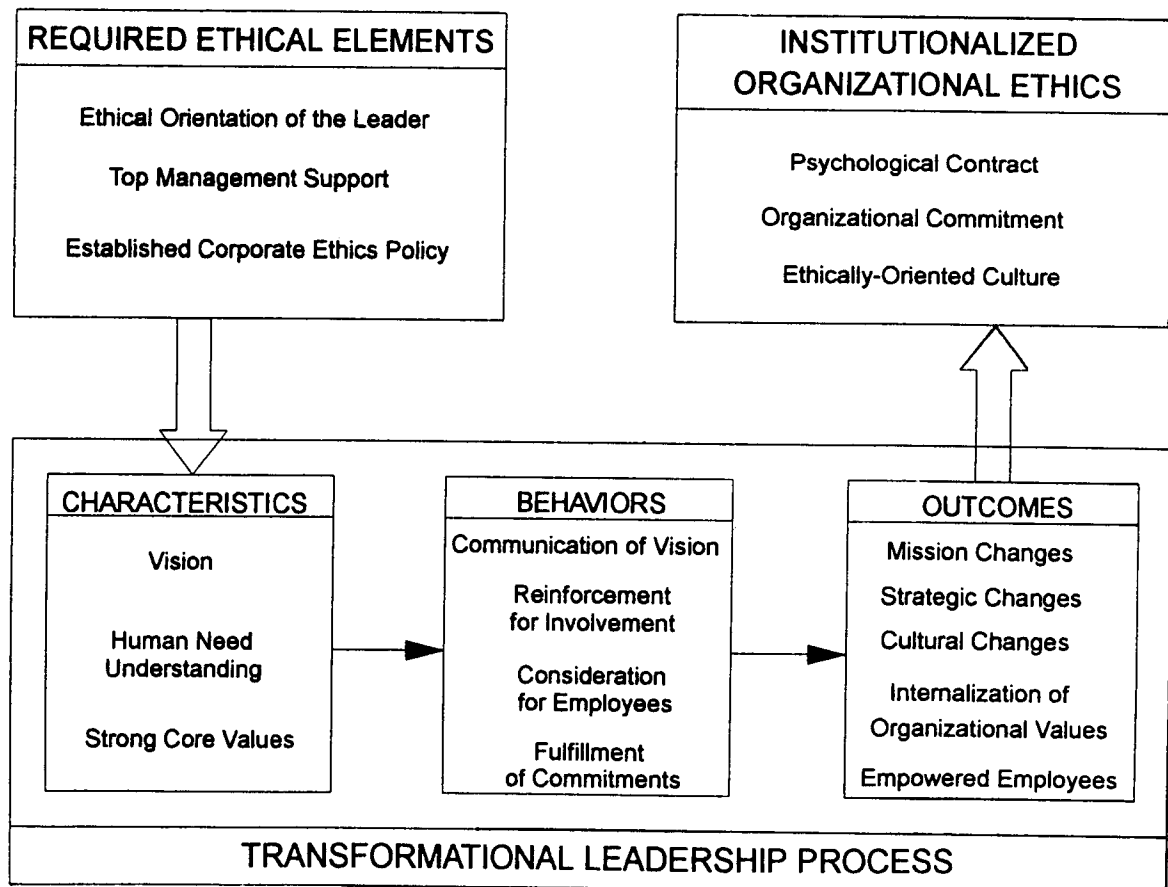 REQUIRED ETHICAL ELEMENTS
Ethical Orientation of the Leader
Top Management Support
Established Corporate Ethics Policy
INSTITUTIONALIZED
ORGANIZATIONAL ETHICS
Psychological Contract
Organizational Commitment
Ethically-Oriented Culture
CHARACTERISTICS
Vision
Human Need
Understanding
Strong Core Values
BEHAVIORS
Communication of Vision
Reinforcement
for Involvement
Consideration
for Employees
Fulfillment
of Commitments
OUTCOMES
Mission Changes
Strategic Changes
Cultural Changes
Internalization of
Organizational Values
Empowered Employees
TRANSFORMATIONAL LEADERSHIP PROCESS